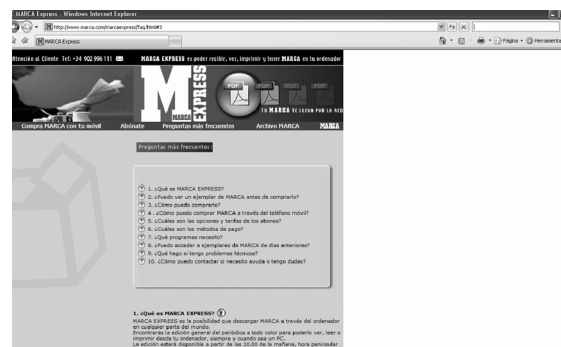 MARCA Express - Windows Internet Explorer
http://www.marca.com/marcaexpress/faq.html#1
MARCA Express
Página
Herramienta
Atención al Cliente Tel: +34 902 996 111
MARCA EXPRESS es poder recibir, ver, imprimir y tener MARCA en tu ordenador
M
MARCA
EXPRESS
PDF PDF PDF PDF
TU MARCA SE LLEVAN POR LA RED
Compra MARCA con tu móvil Abónate Preguntas más frecuentes Archivo MARCA MARCA
Preguntas más frecuentes
1. ¿Qué es MARCA EXPRESS?
2. ¿Puedo ver un ejemplar de MARCA antes de comprarlo?
3. ¿Cómo puedo comprarlo?
4. ¿Cómo puedo comprar MARCA a través del teléfono móvil?
5. ¿Cuáles son las opciones y tarifas de los abonos?
6. ¿Cuáles son los métodos de pago?
7. ¿Qué programas necesito?
8. ¿Puedo acceder a ejemplares de MARCA de días anteriores?
9. ¿Qué hago si tengo problemas técnicos?
10. ¿Cómo puedo contactar si necesito ayuda o tengo dudas?
1. ¿Qué es MARCA EXPRESS?
MARCA EXPRESS es la posibilidad que descargar MARCA a través del ordenador
en cualquier parte del mundo.
Encontrarás la edición general del periódico a todo color para poderlo ver, leer o
imprimir desde tu ordenador, siempre y cuando sea un PC.
La edición estará disponible a partir de las 10.00 de la mañana, hora peninsular